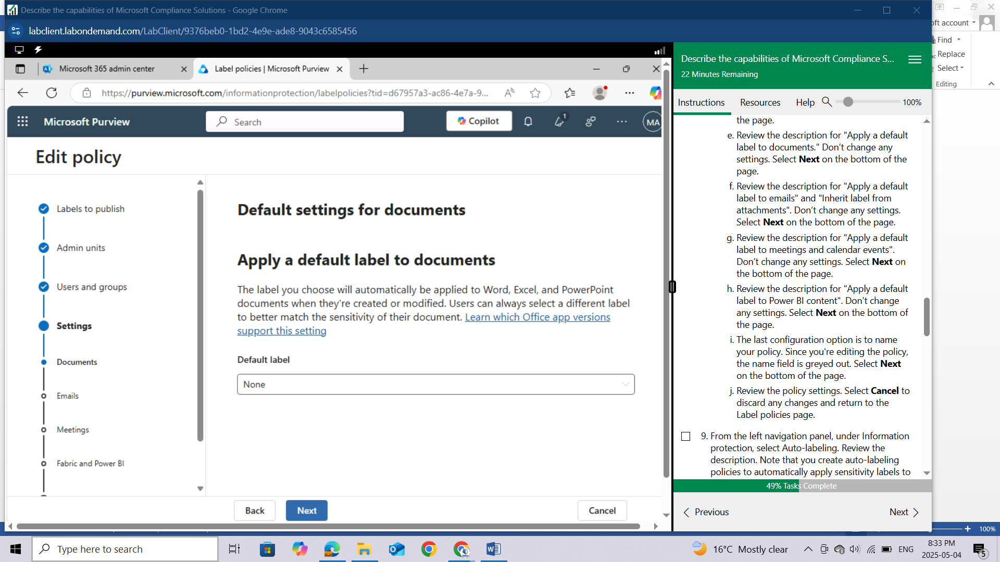 Describe the capabilities of Microsoft Compliance Solutions - Google Chrome
labclient.labondemand.com/LabClient/9376beb0-1bd2-4e9e-ade8-9043c6585456
Microsoft 365 admin center
Label policies | Microsoft Purview
https://purview.microsoft.com/informationprotection/labelpolicies?tid=d67957a3-ac86-4e7a-9...
Microsoft Purview
Search
Copilot
1
MA
Edit policy
Labels to publish
Admin units
Users and groups
Settings
Documents
Emails
Meetings
Fabric and Power BI
Default settings for documents
Apply a default label to documents
The label you choose will automatically be applied to Word, Excel, and PowerPoint
documents when they're created or modified. Users can always select a different label
to better match the sensitivity of their document. Learn which Office app versions
support this setting
Default label
None
Back
Next
Cancel
Describe the capabilities of Microsoft Compliance S...
22 Minutes Remaining
Instructions
Resources
Help
100%
the page.
e. Review the description for "Apply a default
label to documents." Don't change any
settings. Select Next on the bottom of the
page.
f. Review the description for "Apply a default
label to emails" and "Inherit label from
attachments". Don't change any settings.
Select Next on the bottom of the page.
g. Review the description for "Apply a default
label to meetings and calendar events".
Don't change any settings. Select Next on
the bottom of the page.
h. Review the description for "Apply a default
label to Power BI content". Don't change
any settings. Select Next on the bottom of
the page.
i. The last configuration option is to name
your policy. Since you're editing the policy,
the name field is greyed out. Select Next
on the bottom of the page.
j. Review the policy settings. Select Cancel to
discard any changes and return to the
Label policies page.
9. From the left navigation panel, under Information
protection, select Auto-labeling. Review the
description. Note that you create auto-labeling
policies to automatically apply sensitivity labels to
49% Tasks Complete
Previous
Next
account
Find
Replace
Select
Editing
100%
Type here to search
16°C Mostly clear
ENG
8:33 PM
2025-05-04
5